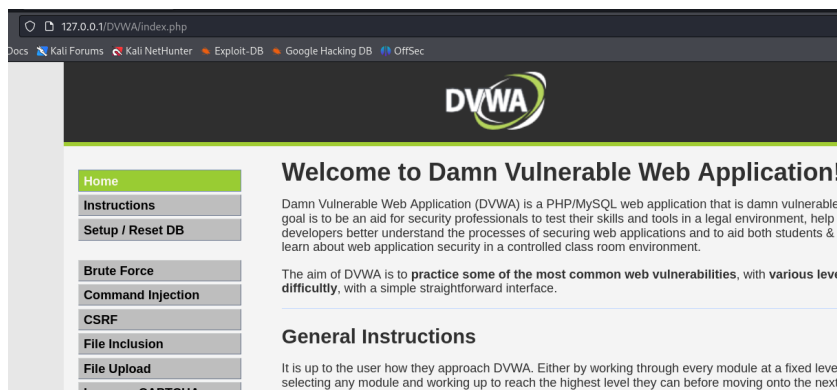 127.0.0.1/DVWA/index.php
Docs Kali Forums Kali NetHunter Exploit-DB Google Hacking DB OffSec
DVWA
Home
Instructions
Setup / Reset DB
Brute Force
Command Injection
CSRF
File Inclusion
File Upload
Welcome to Damn Vulnerable Web Application!
Damn Vulnerable Web Application (DVWA) is a PHP/MySQL web application that is damn vulnerable
goal is to be an aid for security professionals to test their skills and tools in a legal environment, help
developers better understand the processes of securing web applications and to aid both students &
learn about web application security in a controlled class room environment.
The aim of DVWA is to practice some of the most common web vulnerabilities, with various leve
difficultly, with a simple straightforward interface.
General Instructions
It is up to the user how they approach DVWA. Either by working through every module at a fixed leve
selecting any module and working up to reach the highest level they can before moving onto the nex